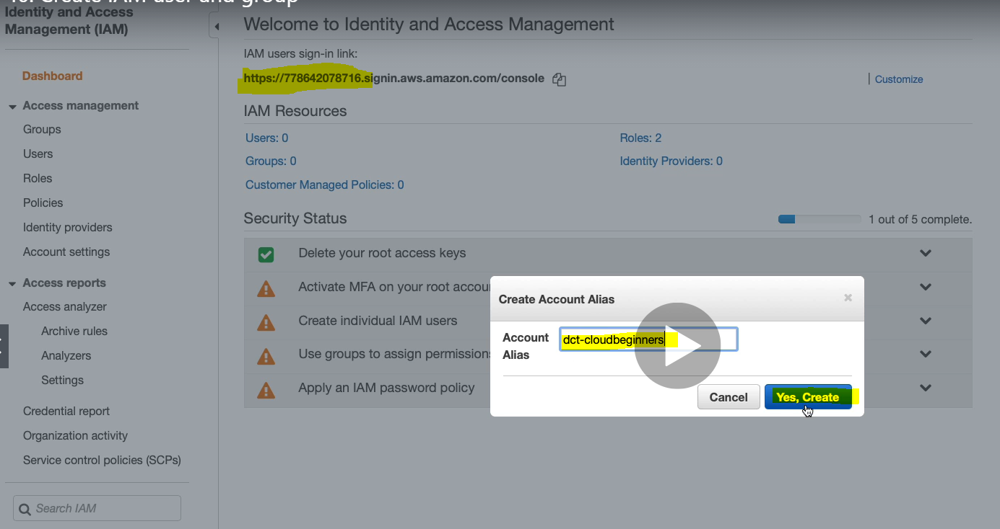 10. Create IAM user and group
Identity and Access
Management (IAM)
Dashboard
Access management
Groups
Users
Roles
Policies
Identity providers
Account settings
Access reports
Access analyzer
Archive rules
Analyzers
Settings
Credential report
Organization activity
Service control policies (SCPs)
Search IAM
Welcome to Identity and Access Management
IAM users sign-in link:
https://778642078716.signin.aws.amazon.com/console
Customize
IAM Resources
Users: 0
Roles: 2
Groups: 0
Identity Providers: 0
Customer Managed Policies: 0
Security Status
1 out of 5 complete.
Delete your root access keys
Activate MFA on your root accou
Create individual IAM users
Use groups to assign permissions
Apply an IAM password policy
Create Account Alias
×
Account
Alias
dct-cloudbeginners
Cancel
Yes, Create